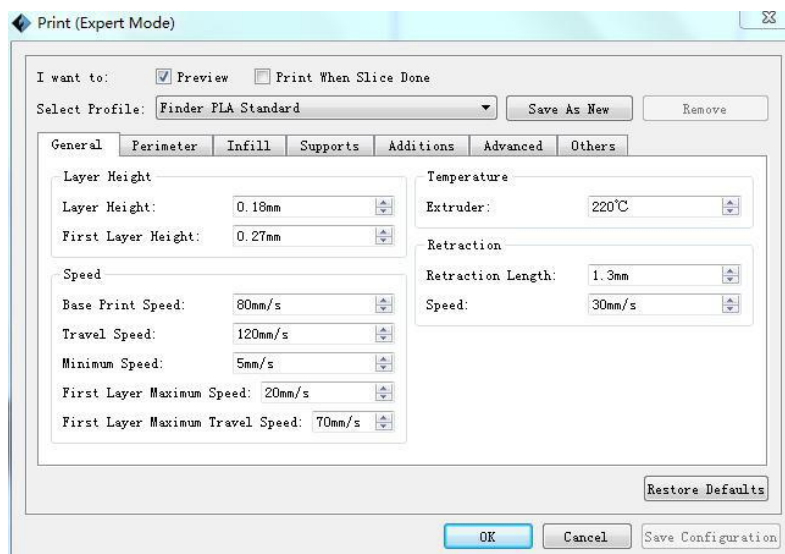 Print (Expert Mode)
I want to: Preview Print When Slice Done
Select Profile: Finder PLA Standard Save As New Remove
General Perimeter Infill Supports Additions Advanced Others
Layer Height
Layer Height: 0.18mm
First Layer Height: 0.27mm
Speed
Base Print Speed: 80mm/s
Travel Speed: 120mm/s
Minimum Speed: 5mm/s
First Layer Maximum Speed: 20mm/s
First Layer Maximum Travel Speed: 70mm/s
Temperature
Extruder: 220℃
Retraction
Retraction Length: 1.3mm
Speed: 30mm/s
Restore Defaults
OK Cancel Save Configuration